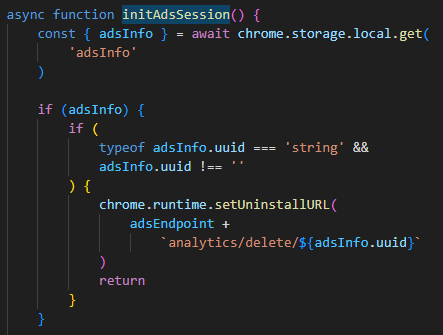 async function initAdsSession() {
const { adsInfo } = await chrome.storage.local.get(
'adsInfo'
)
if (adsInfo) {
if (
typeof adsInfo.uuid === 'string' &&
adsInfo.uuid !== ''
) {
chrome.runtime.setUninstallURL(
adsEndpoint +
`analytics/delete/${adsInfo.uuid}`
)
return
}
}